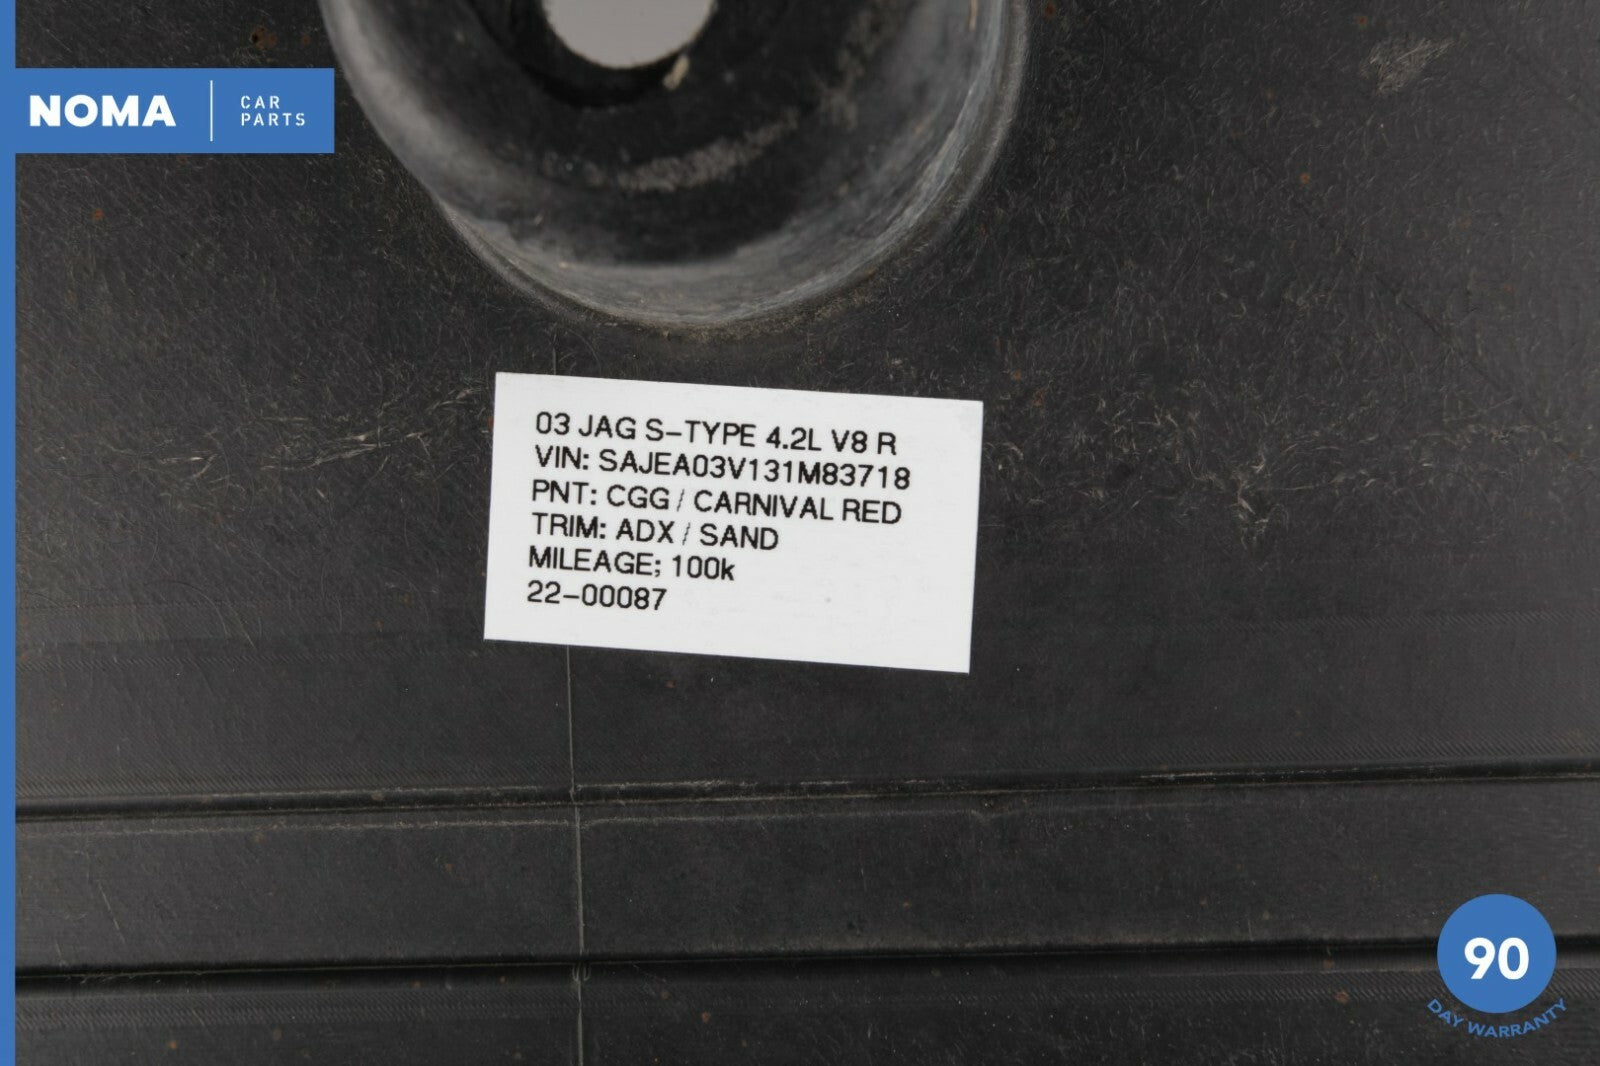 NOMA
CAR
PARTS
03 JAG S-TYPE 4.2L V8 R
VIN: SAJEA03V131M83718
PNT: CGG / CARNIVAL RED
TRIM: ADX / SAND
MILEAGE; 100k
22-00087
90
DAY WARRANTY